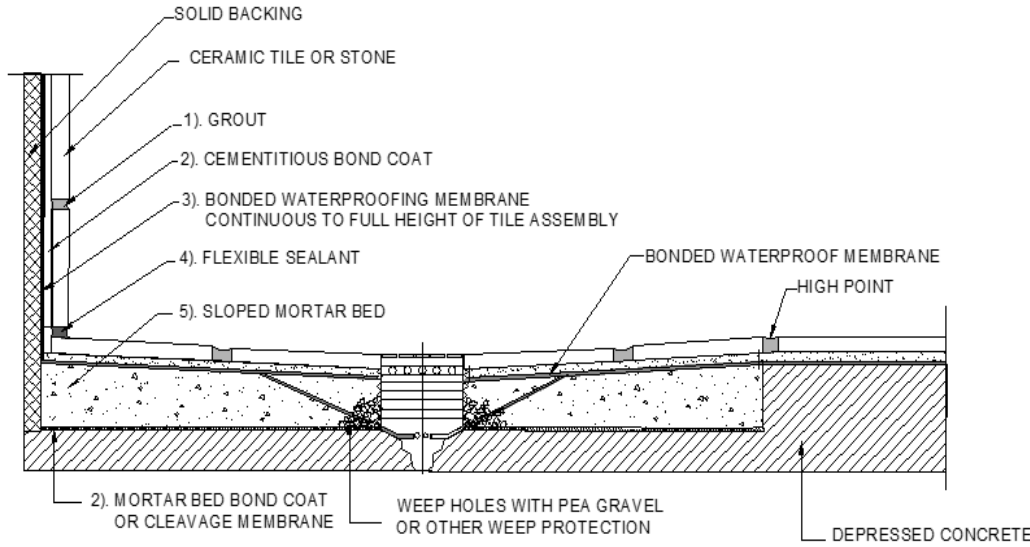 SOLID BACKING
CERAMIC TILE OR STONE
1). GROUT
2). CEMENTITIOUS BOND COAT
3). BONDED WATERPROOFING MEMBRANE
CONTINUOUS TO FULL HEIGHT OF TILE ASSEMBLY
BONDED WATERPROOF MEMBRANE
4). FLEXIBLE SEALANT
HIGH POINT
5). SLOPED MORTAR BED
2). MORTAR BED BOND COAT
OR CLEAVAGE MEMBRANE
WEEP HOLES WITH PEA GRAVEL
OR OTHER WEEP PROTECTION
DEPRESSED CONCRETE